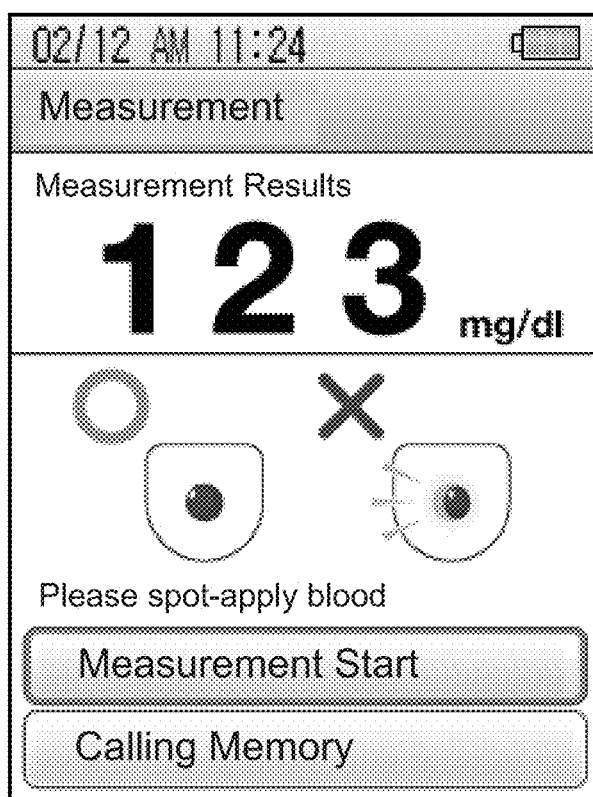 02/12 AM 11:24
Measurement
Measurement Results
123 mg/dl
Please spot-apply blood
Measurement Start
Calling Memory